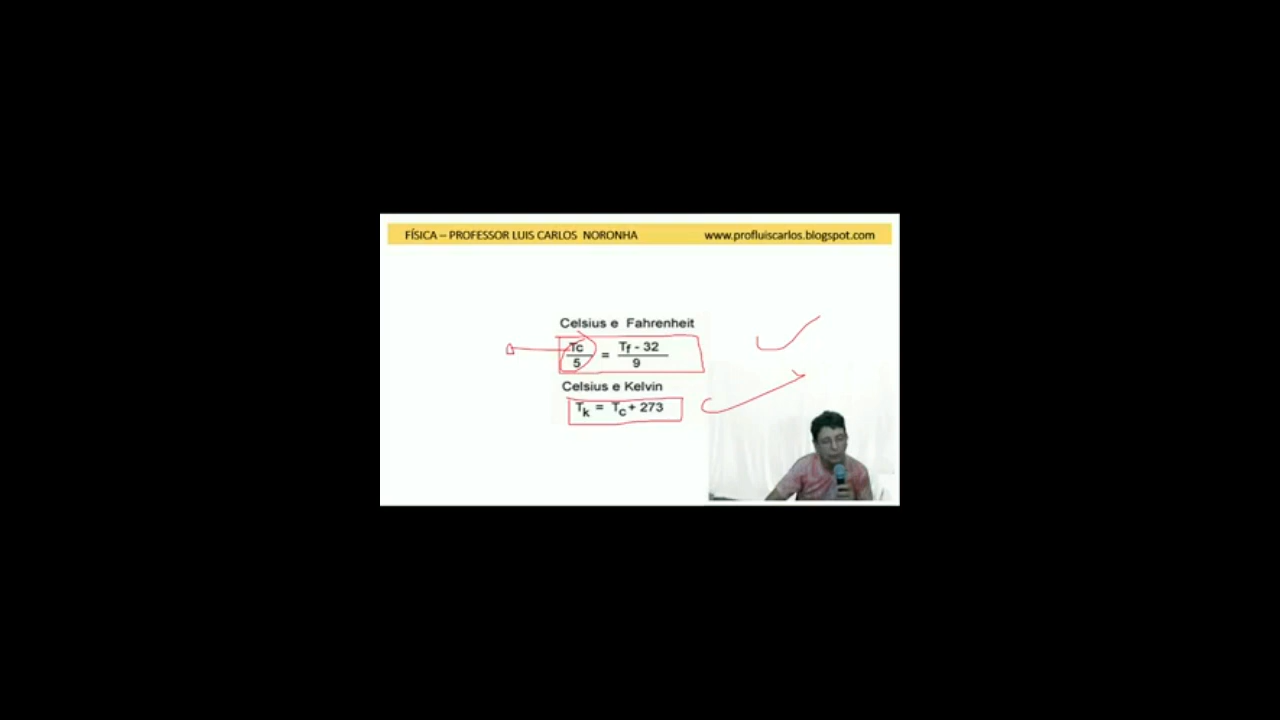 FÍSICA – PROFESSOR LUIS CARLOS NORONHA www.profluiscarlos.blogspot.com
Celsius e Fahrenheit
Tc/5 = Tf - 32/9
Celsius e Kelvin
Tk = Tc + 273